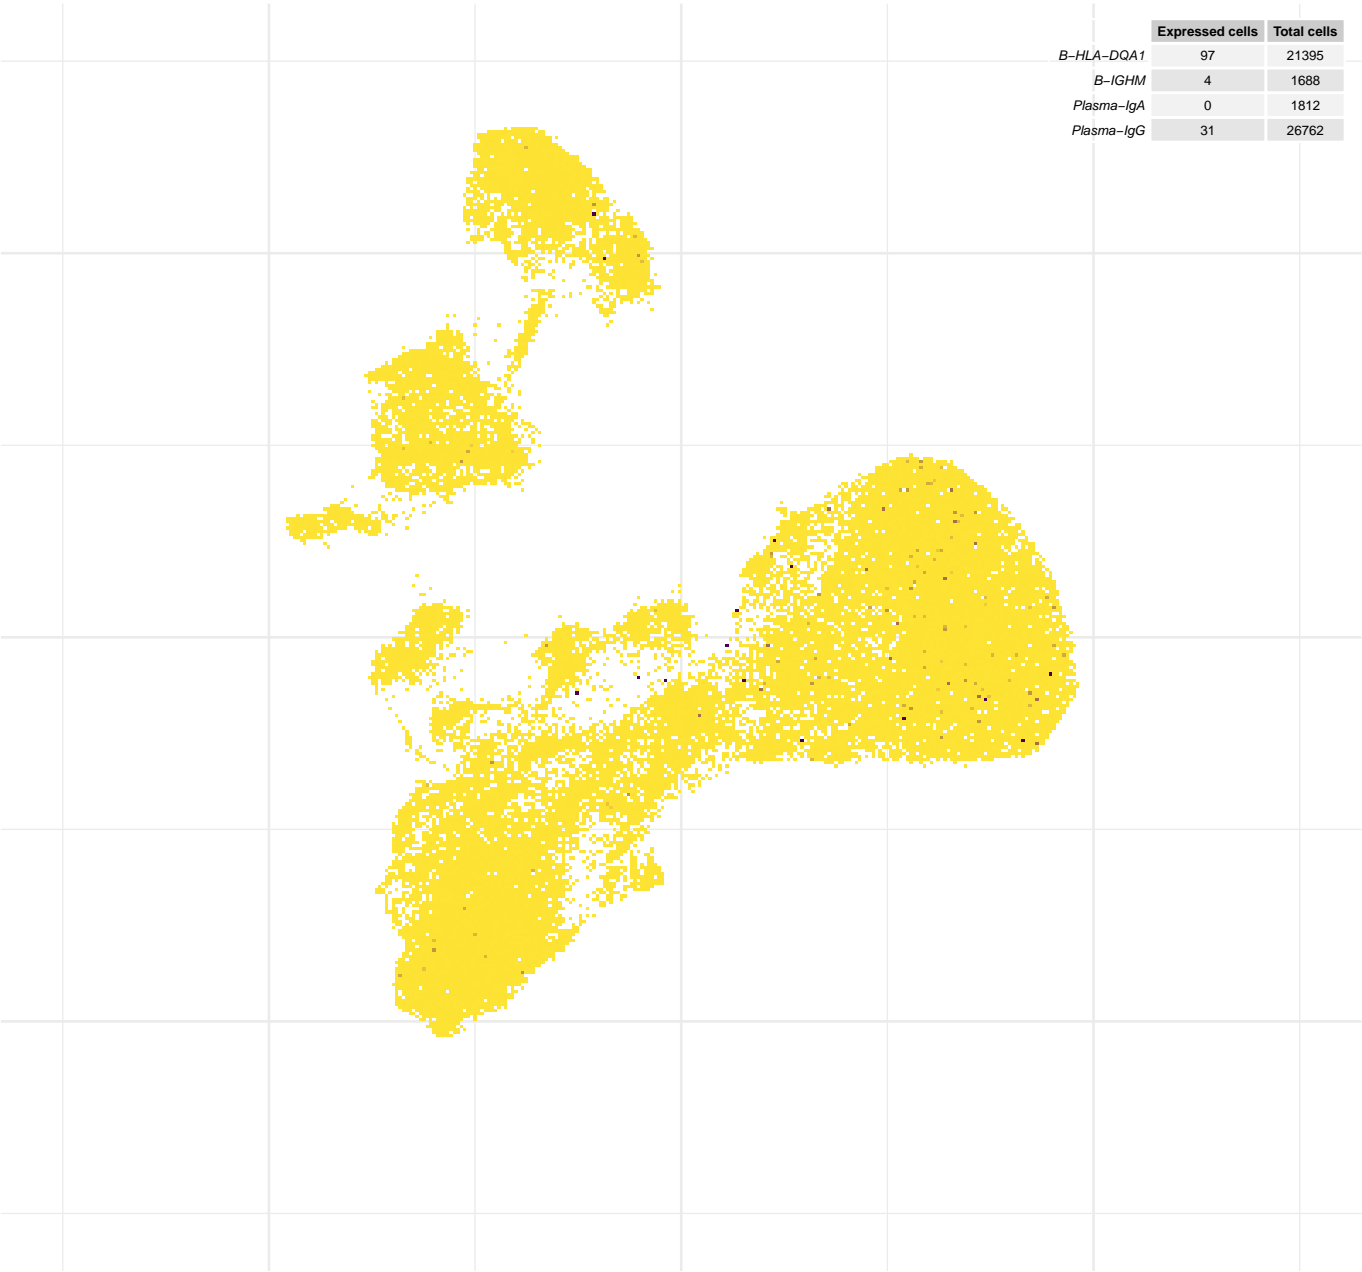 Expressed cells Total cells
B−HLA−DQA1 97 21395
B−IGHM 4 1688
Plasma−IgA 0 1812
Plasma−IgG 31 26762